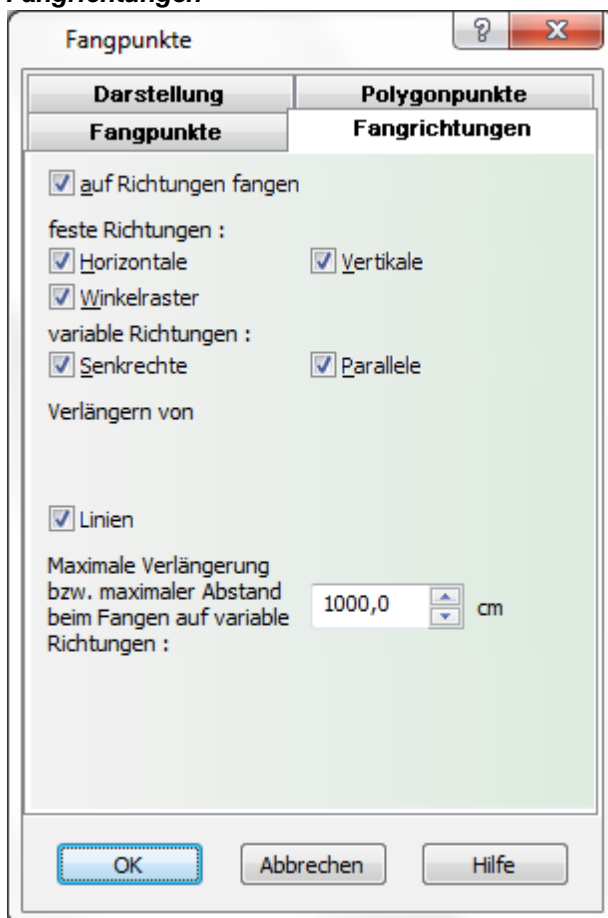 Fangrichtungen
Fangpunkte
Darstellung Polygonpunkte
Fangpunkte Fangrichtungen
auf Richtungen fangen
feste Richtungen :
Horizontale Vertikale
Winkelraster
variable Richtungen :
Senkrechte Parallele
Verlängern von
Linien
Maximale Verlängerung
bzw. maximaler Abstand
beim Fangen auf variable
Richtungen :
1000,0 cm
OK Abbrechen Hilfe